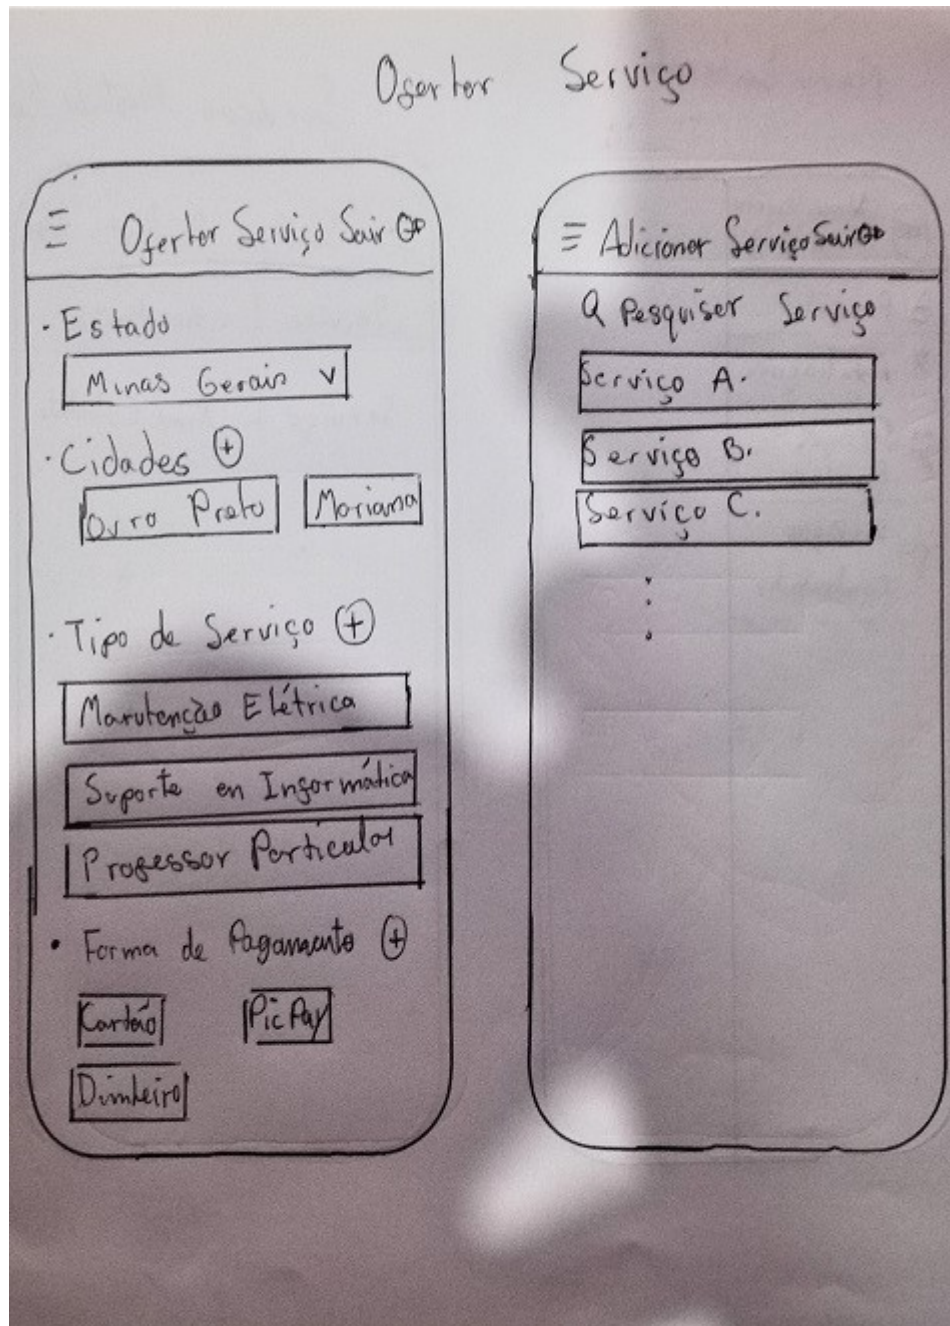 Ofertar Serviço
Ofertar Serviço Sair
• Estado
Minas Gerais v
• Cidades +
Ouro Preto Mariana
• Tipo de Serviço +
Manutenção Elétrica
Suporte en Informática
Professor Particular
• Forma de Pagamento +
Cartão PicPay
Dinheiro
Adicionar Serviço Sair
Pesquisar Serviço
Serviço A.
Serviço B.
Serviço C.